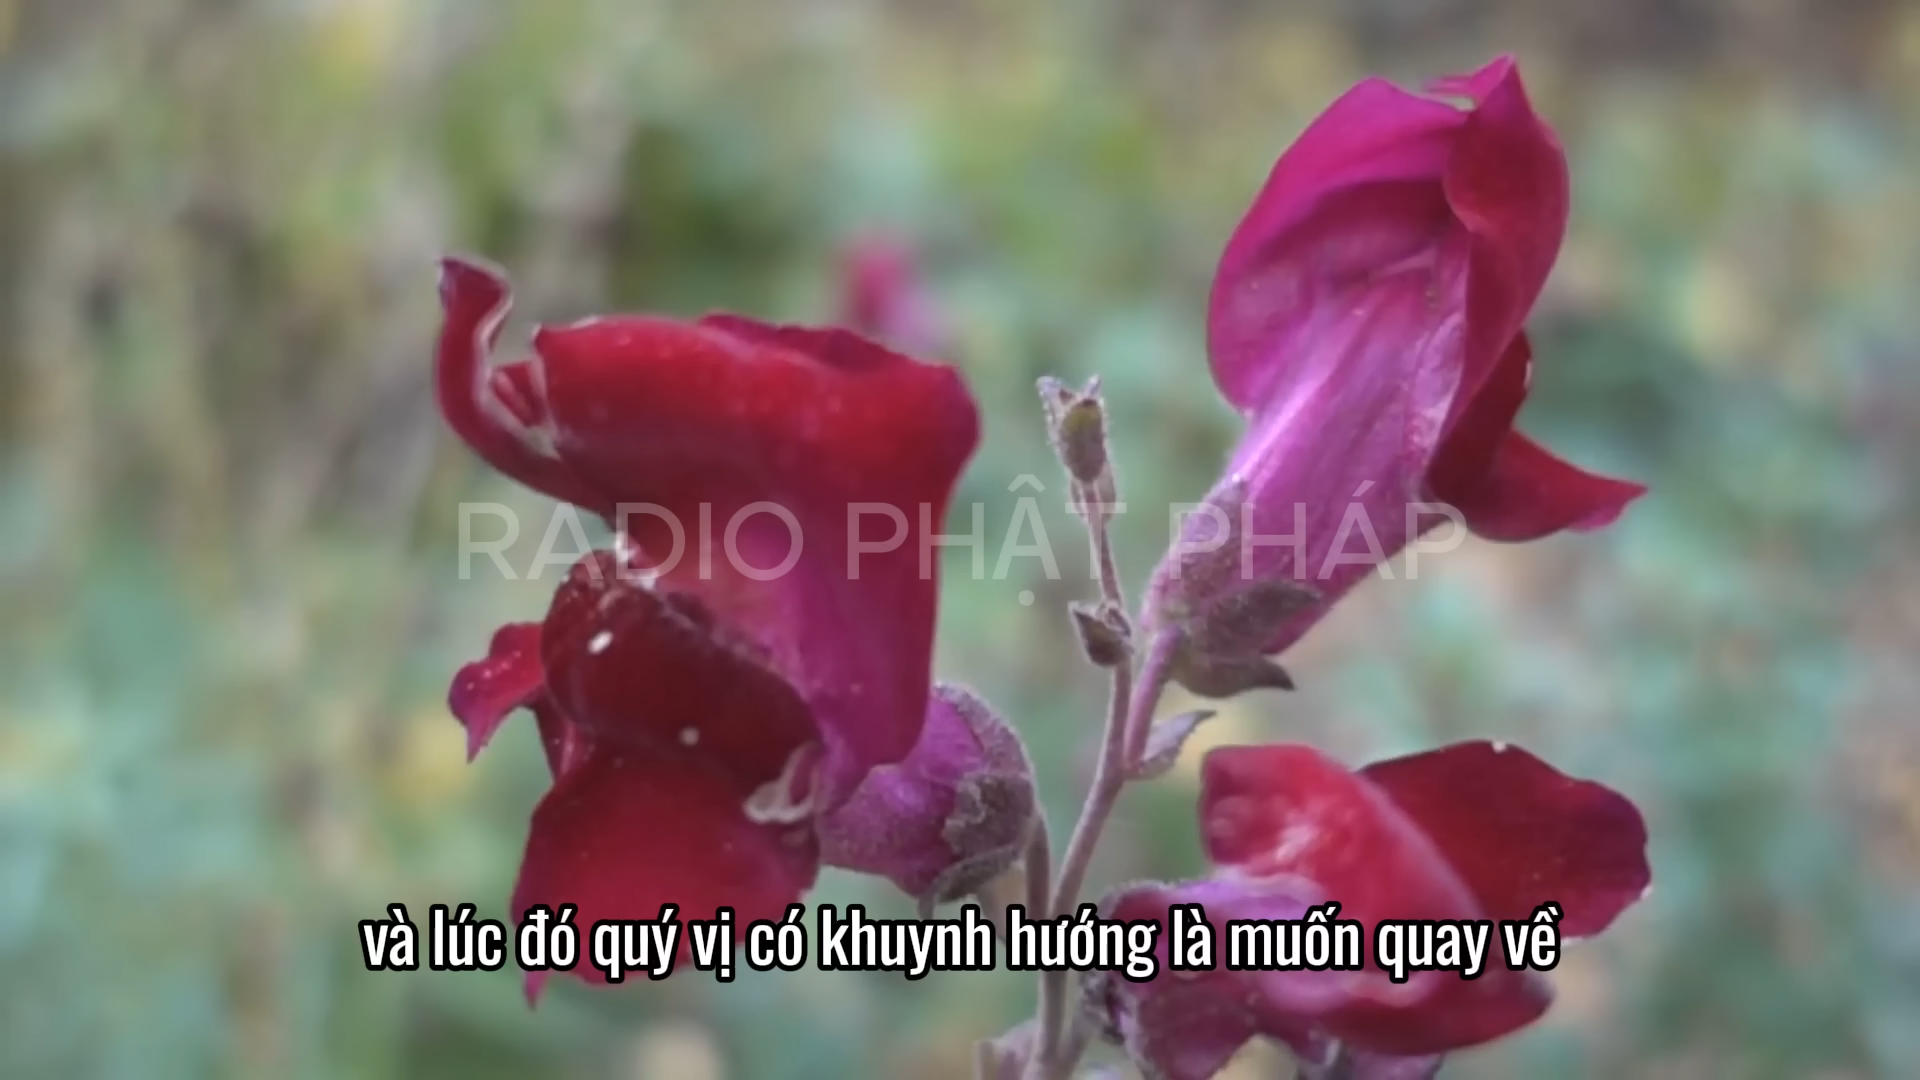 RADIO PHẬT PHÁP
và lúc đó quý vị có khuynh hướng là muốn quay về